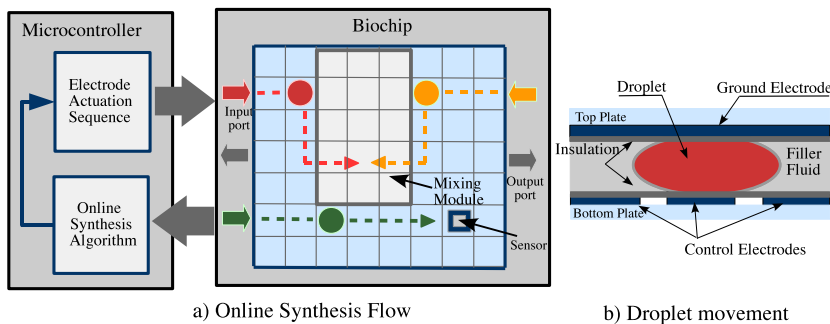 Microcontroller
Electrode
Actuation
Sequence
Online
Synthesis
Algorithm
Biochip
Input
port
Mixing
Module
Output
port
Sensor
a) Online Synthesis Flow
Droplet
Ground Electrode
Top Plate
Insulation
Filler
Fluid
Bottom Plate
Control Electrodes
b) Droplet movement